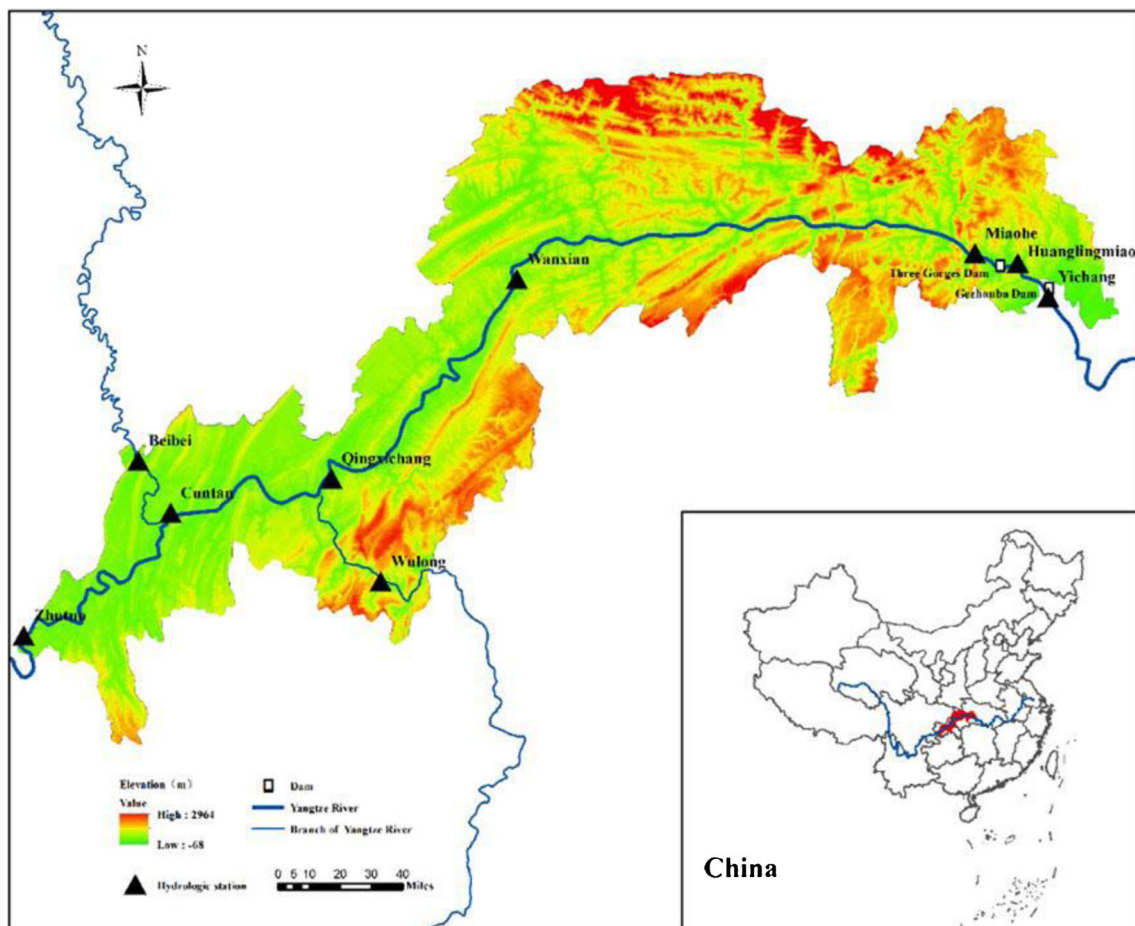 N
Miaohe
Huanglingmiao
Three Gorges Dam
Yichang
Gezhouba Dam
Wanxian
Beibei
Qingxichang
Cuntan
Wulong
Zhutuo
Elevation（m）
Value
High : 2964
Low : -68
Dam
Yangtze River
Branch of Yangtze River
Hydrologic station
0 5 10 20 30 40
Miles
China